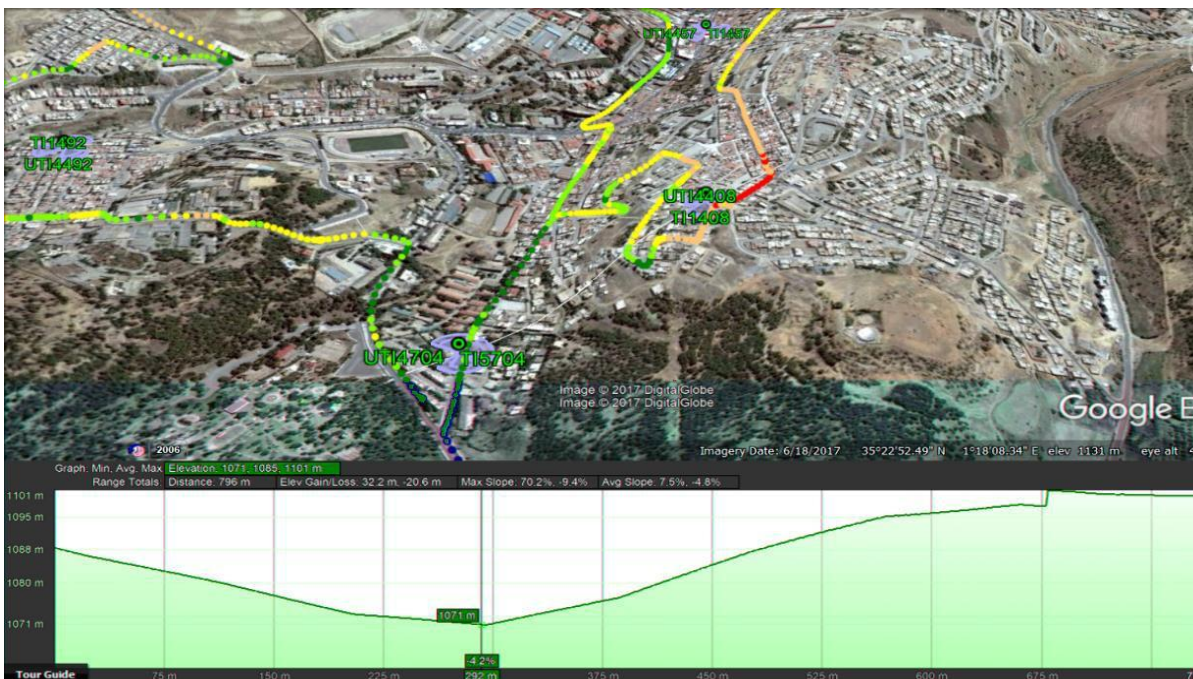 UTI4457 TI1457
TI1492
UTI4492
UTI4408
TI1408
UTI4704 TI5704
Image © 2017 DigitalGlobe
Image © 2017 DigitalGlobe
Google E
2006
Imagery Date: 6/18/2017 35°22'52.49" N 1°18'08.34" E elev 1131 m eye alt 4
Graph: Min, Avg, Max Elevation: 1071, 1085, 1101 m
Range Totals: Distance: 796 m Elev Gain/Loss: 32.2 m, -20.6 m Max Slope: 70.2%, -9.4% Avg Slope: 7.5%, -4.8%
1101 m
1095 m
1088 m
1080 m
1071 m
1071 m
-4.2%
Tour Guide 75 m 150 m 225 m 292 m 375 m 450 m 525 m 600 m 675 m 7